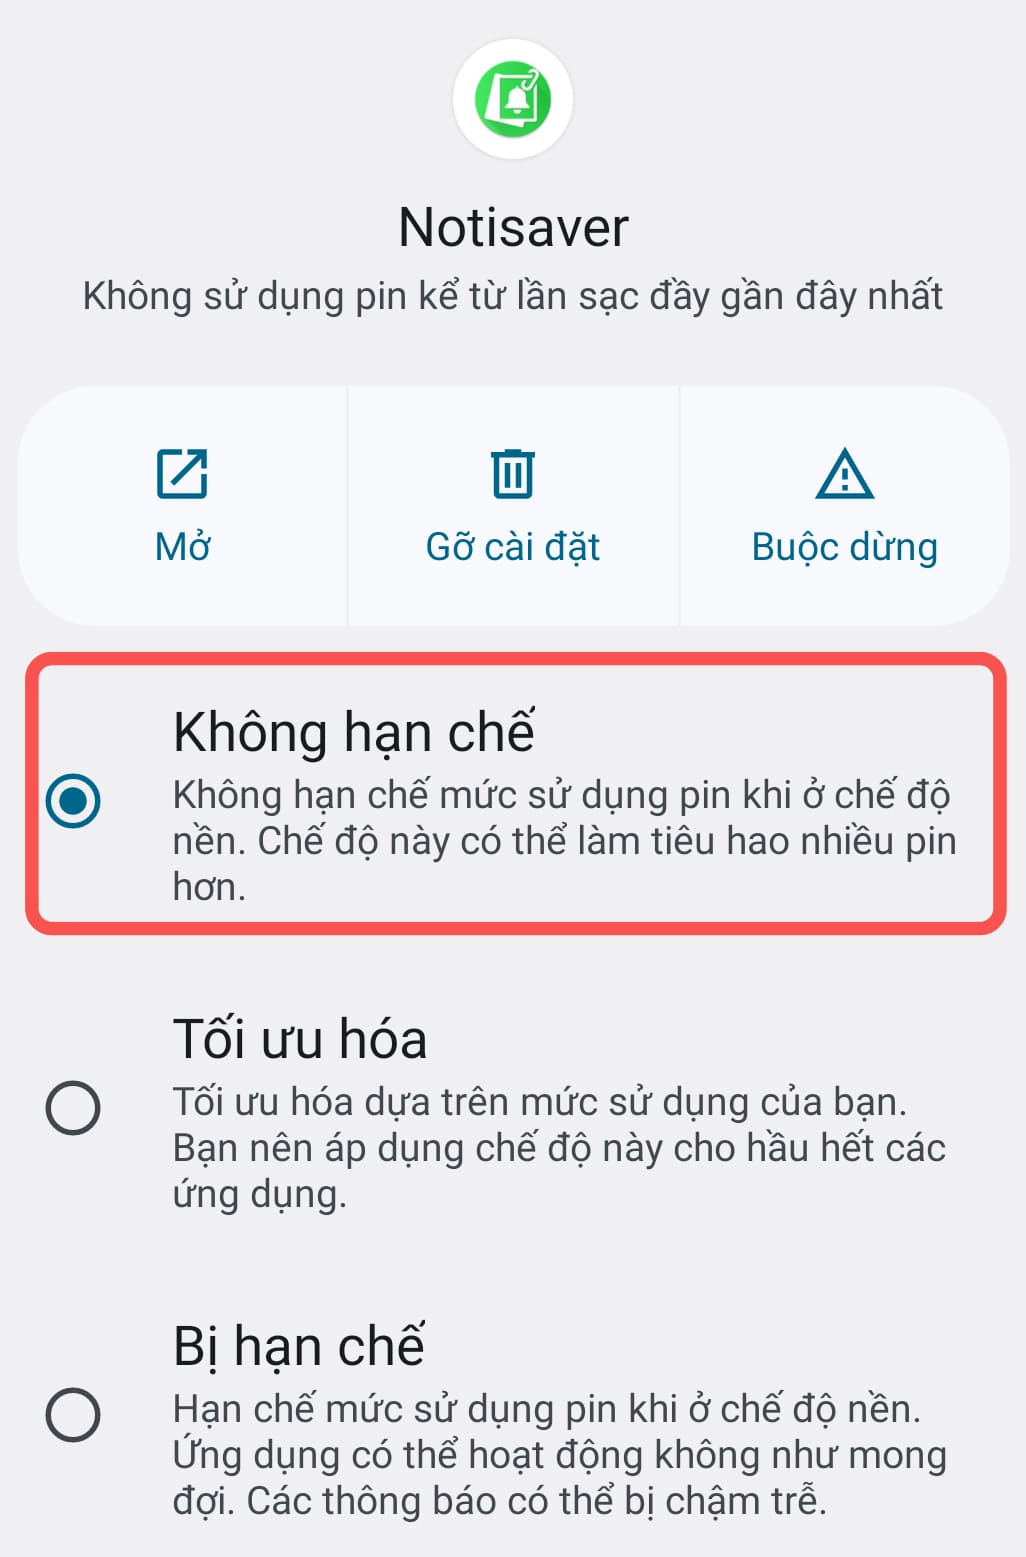 Notisaver
Không sử dụng pin kể từ lần sạc đầy gần đây nhất
Mở
Gỡ cài đặt
Buộc dừng
Không hạn chế
Không hạn chế mức sử dụng pin khi ở chế độ
nền. Chế độ này có thể làm tiêu hao nhiều pin
hơn.
Tối ưu hóa
Tối ưu hóa dựa trên mức sử dụng của bạn.
Bạn nên áp dụng chế độ này cho hầu hết các
ứng dụng.
Bị hạn chế
Hạn chế mức sử dụng pin khi ở chế độ nền.
Ứng dụng có thể hoạt động không như mong
đợi. Các thông báo có thể bị chậm trễ.